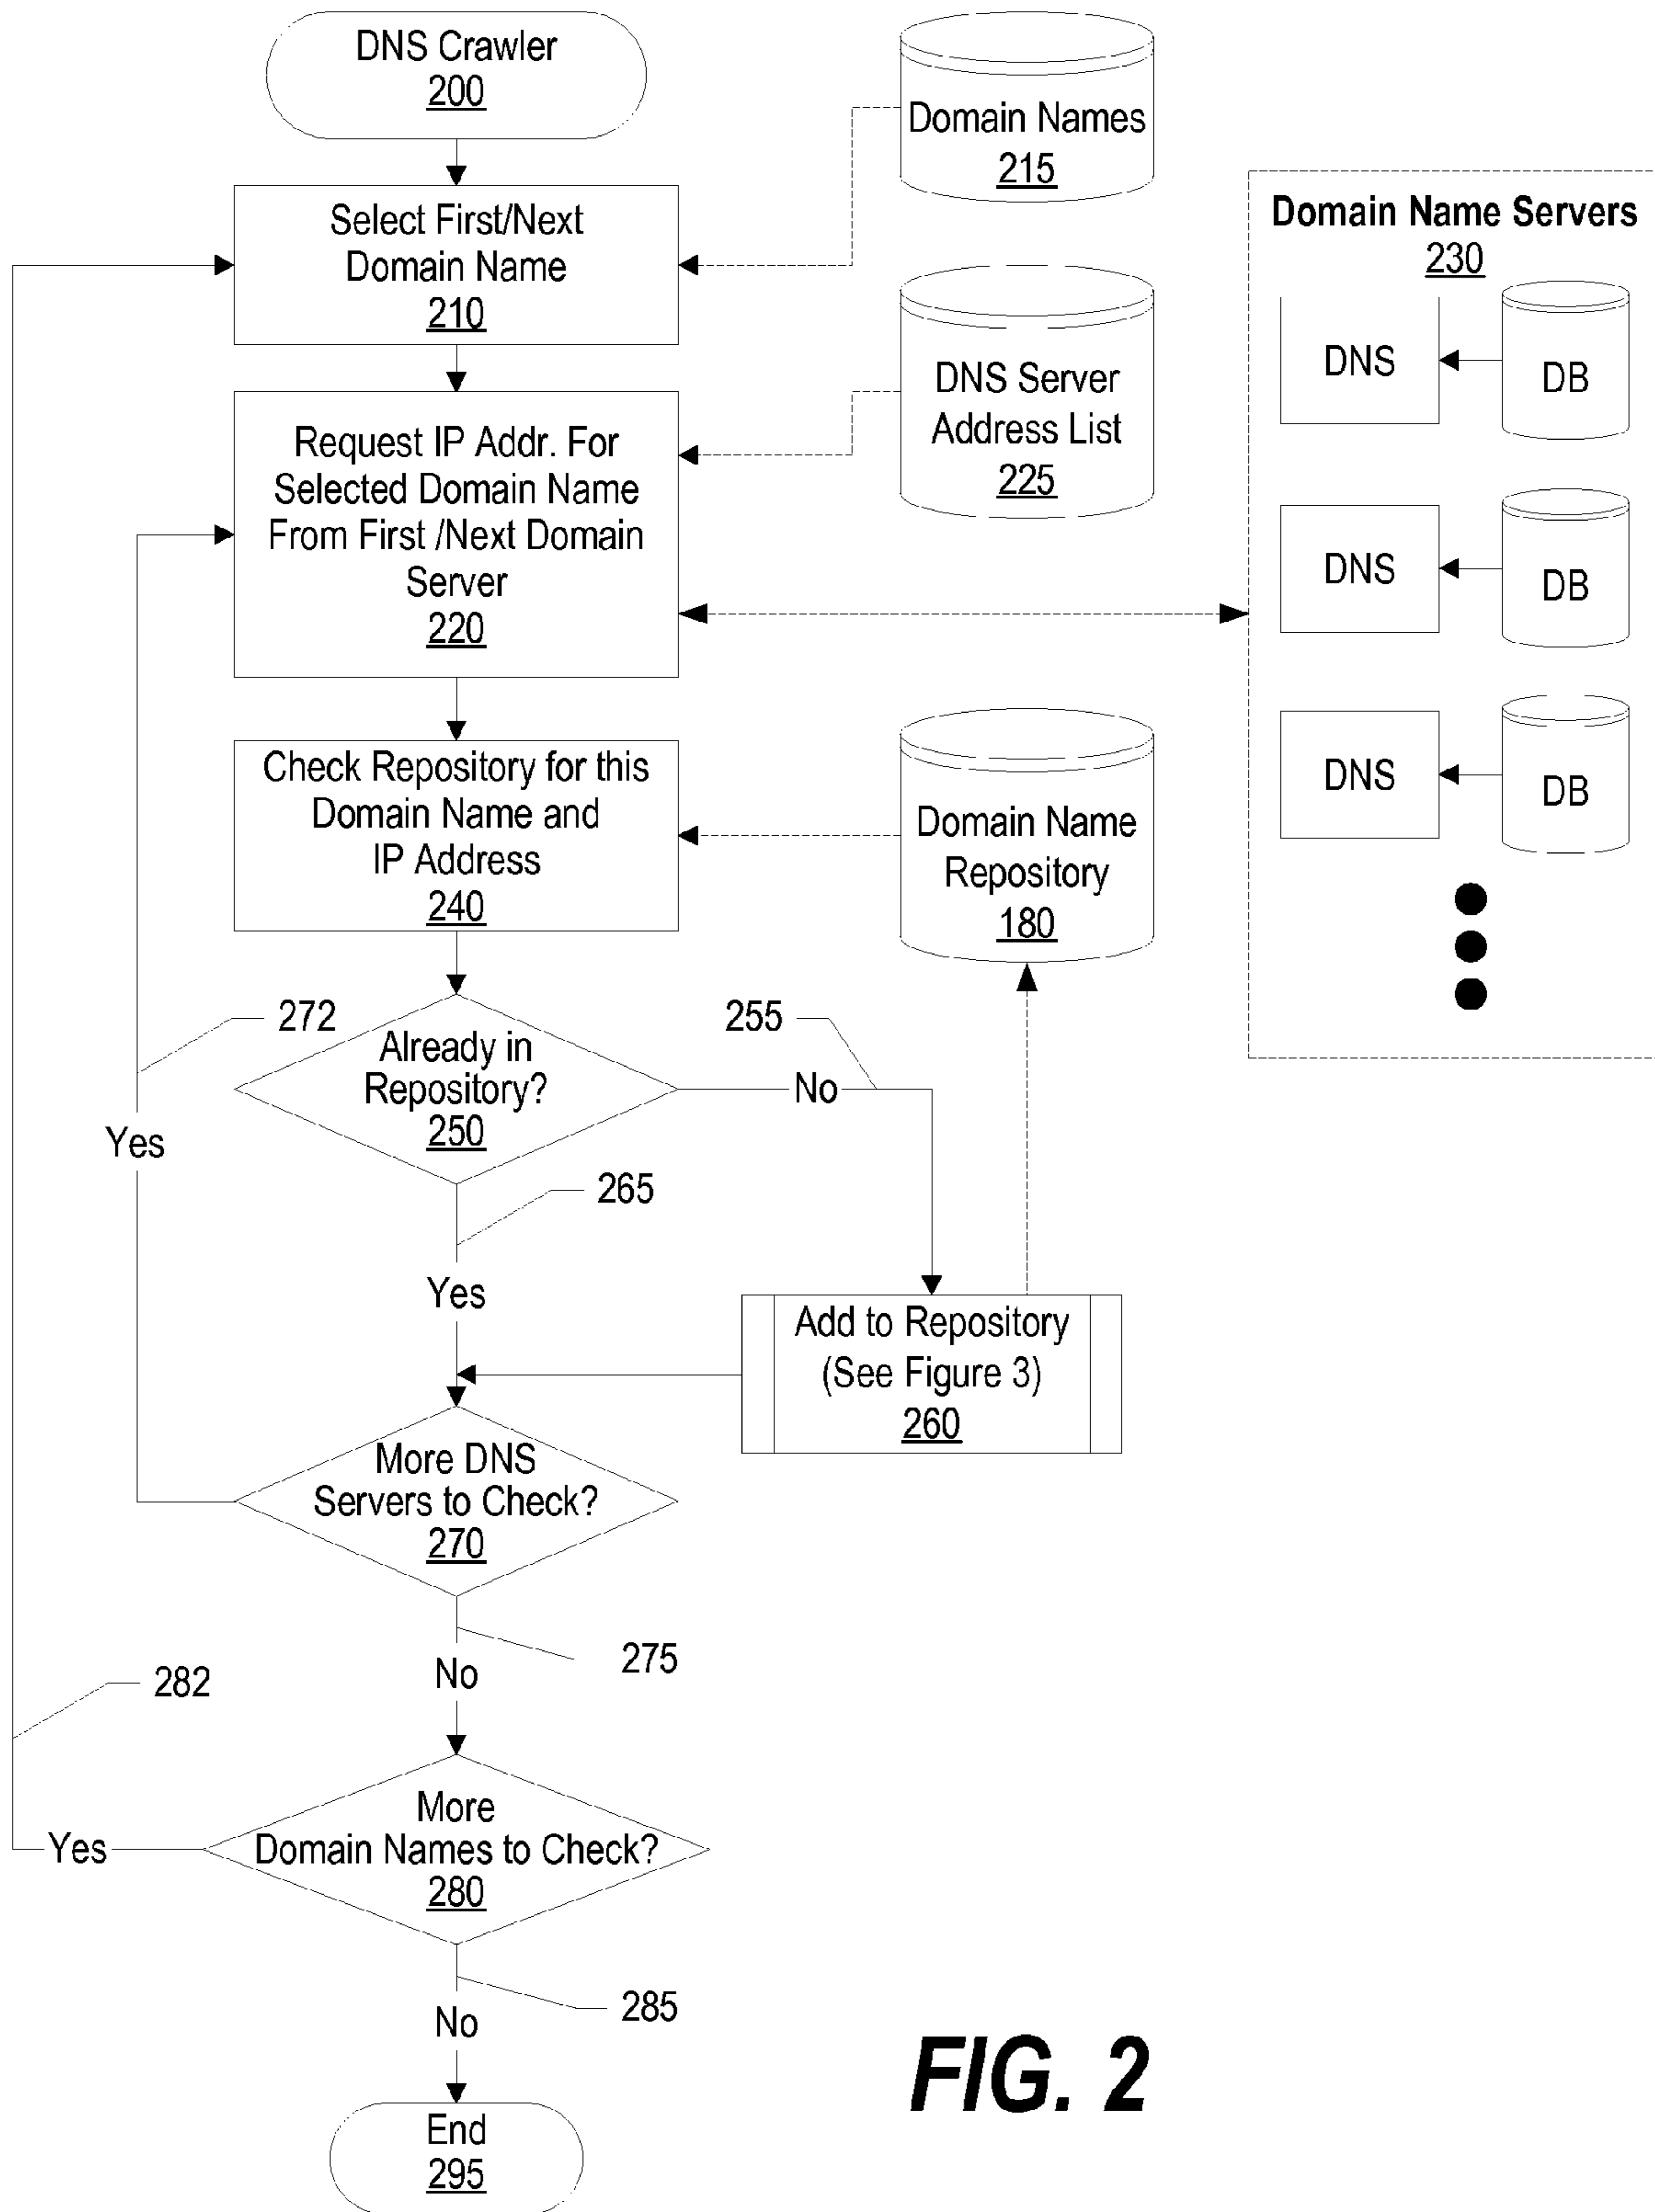 DNS Crawler
200
Domain Names
215
Select First/Next
Domain Name
210
Domain Name Servers
230
DNS
DB
DNS Server
Address List
225
Request IP Addr. For
Selected Domain Name
From First /Next Domain
Server
220
DNS
DB
DNS
DB
Check Repository for this
Domain Name and
IP Address
240
Domain Name
Repository
180
272
255
Already in
Repository?
250
No
Yes
265
Yes
Add to Repository
(See Figure 3)
260
More DNS
Servers to Check?
270
275
No
282
More
Domain Names to Check?
280
Yes
285
No
End
295
FIG. 2